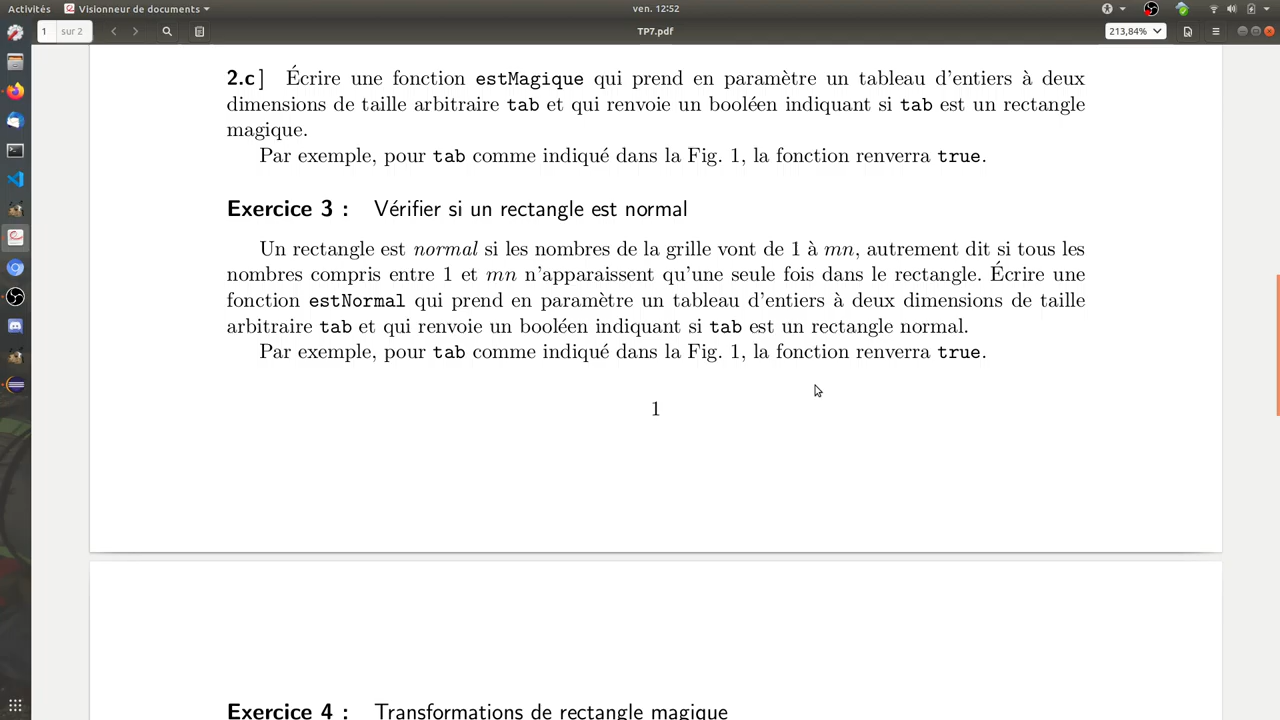 Activités Visionneur de documents ven. 12:52
1 sur 2 TP7.pdf 213,84%
2.c] Écrire une fonction estMagique qui prend en paramètre un tableau d'entiers à deux
dimensions de taille arbitraire tab et qui renvoie un booléen indiquant si tab est un rectangle
magique.
Par exemple, pour tab comme indiqué dans la Fig. 1, la fonction renverra true.
Exercice 3 : Vérifier si un rectangle est normal
Un rectangle est normal si les nombres de la grille vont de 1 à mn, autrement dit si tous les
nombres compris entre 1 et mn n'apparaissent qu'une seule fois dans le rectangle. Écrire une
fonction estNormal qui prend en paramètre un tableau d'entiers à deux dimensions de taille
arbitraire tab et qui renvoie un booléen indiquant si tab est un rectangle normal.
Par exemple, pour tab comme indiqué dans la Fig. 1, la fonction renverra true.
1
Exercice 4 : Transformations de rectangle magique